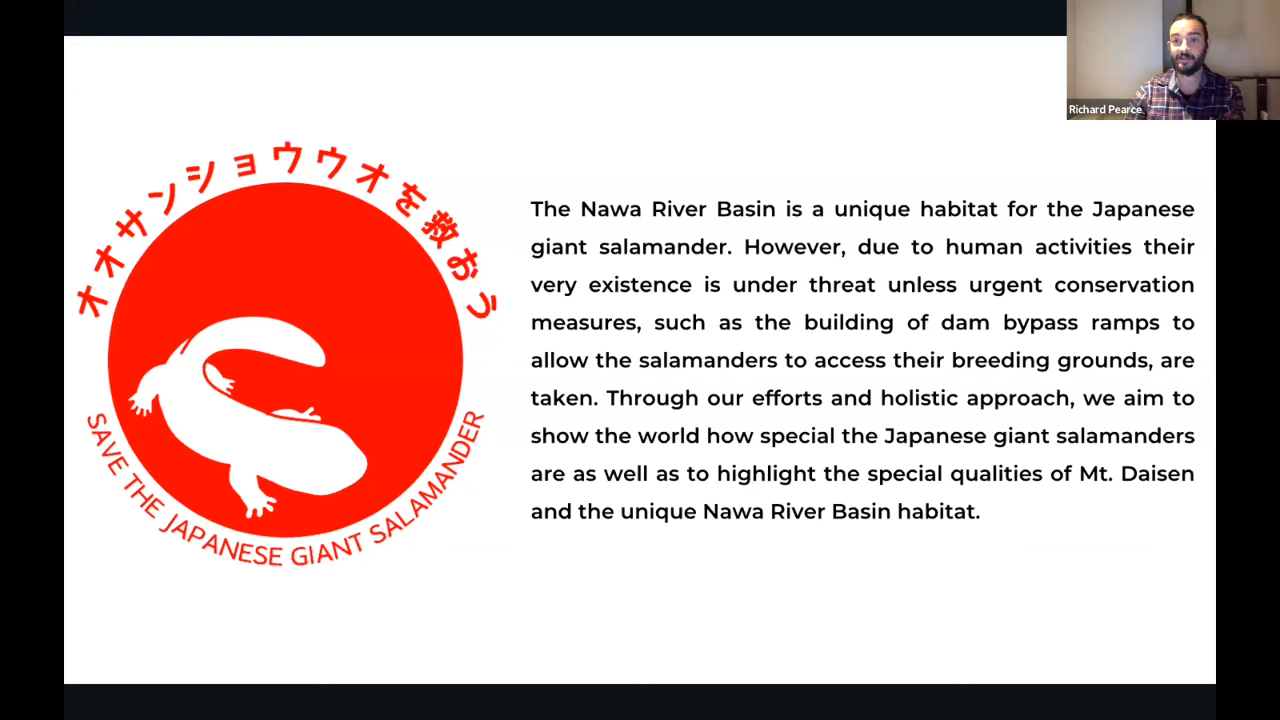 Richard Pearce
オオサンショウウオを救おう
SAVE THE JAPANESE GIANT SALAMANDER
The Nawa River Basin is a unique habitat for the Japanese
giant salamander. However, due to human activities their
very existence is under threat unless urgent conservation
measures, such as the building of dam bypass ramps to
allow the salamanders to access their breeding grounds, are
taken. Through our efforts and holistic approach, we aim to
show the world how special the Japanese giant salamanders
are as well as to highlight the special qualities of Mt. Daisen
and the unique Nawa River Basin habitat.